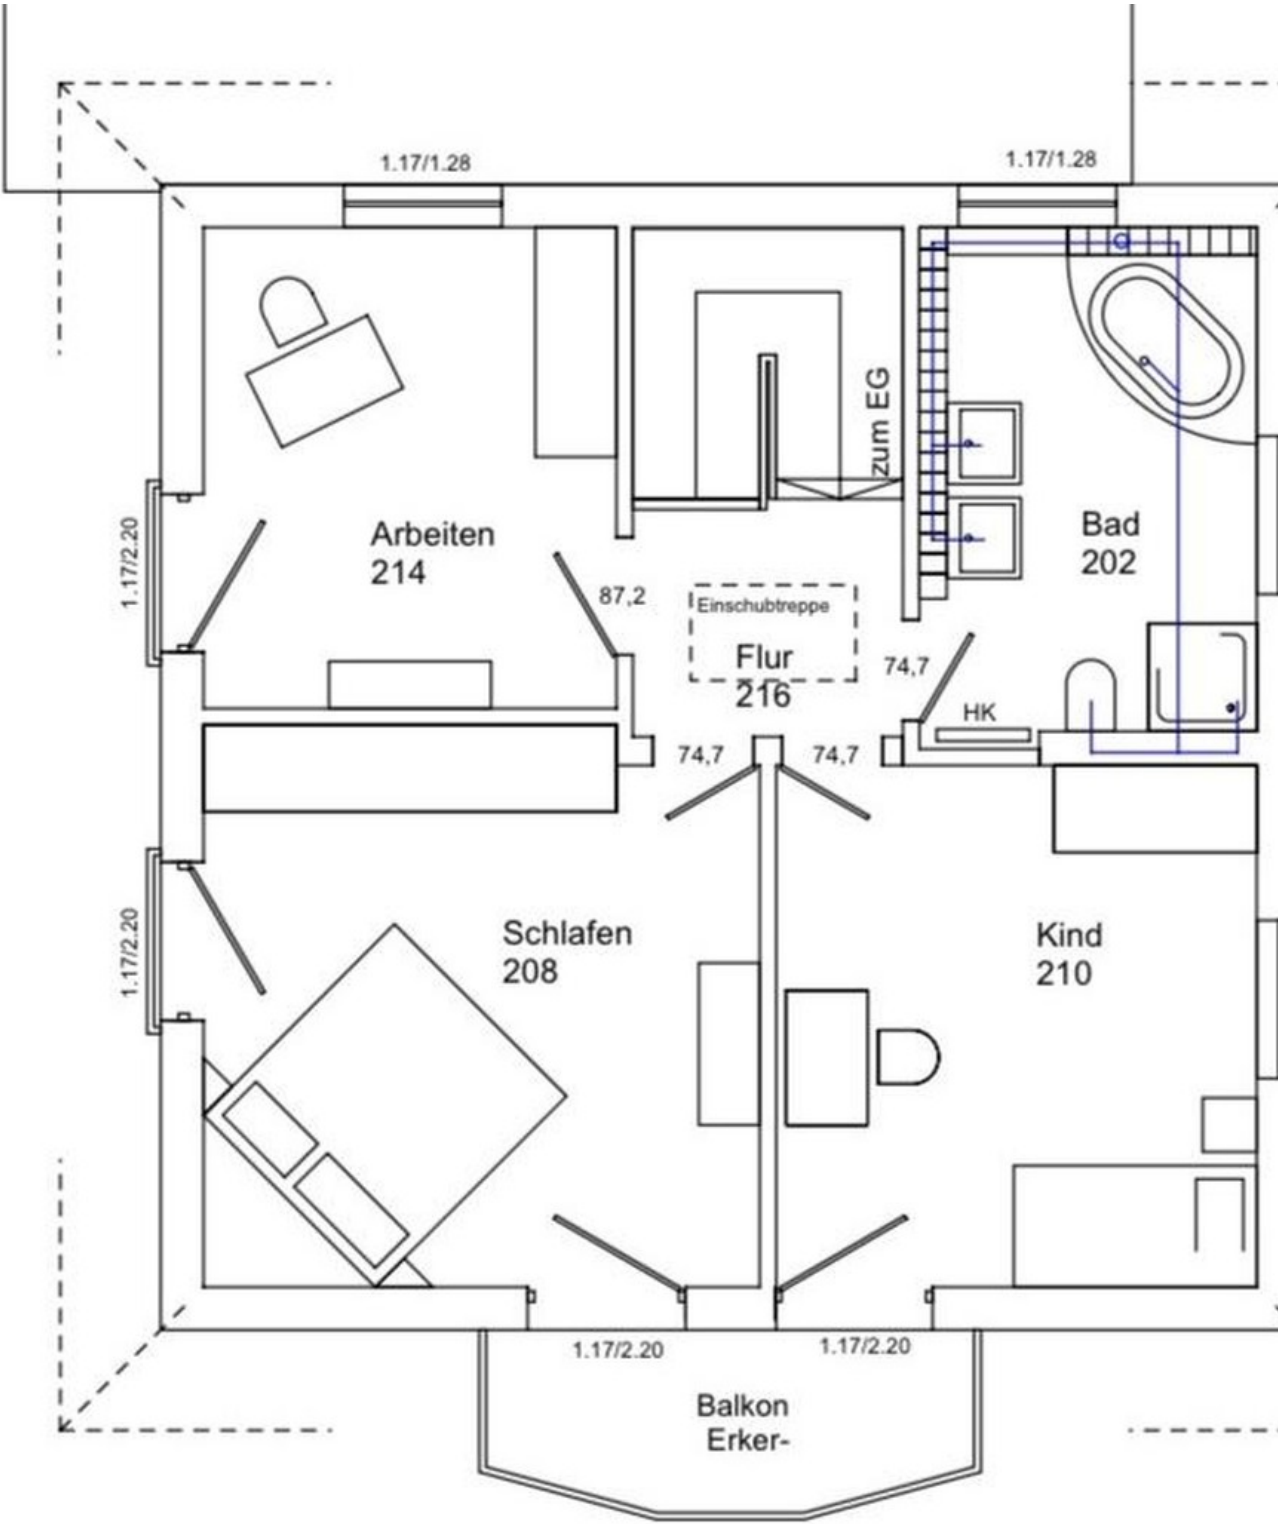 1.17/1.28
1.17/1.28
zum EG
1.17/2.20
Arbeiten
214
Bad
202
87,2
Einschubtreppe
Flur
216
74,7
HK
74,7
74,7
1.17/2.20
Schlafen
208
Kind
210
1.17/2.20
1.17/2.20
Balkon
Erker-